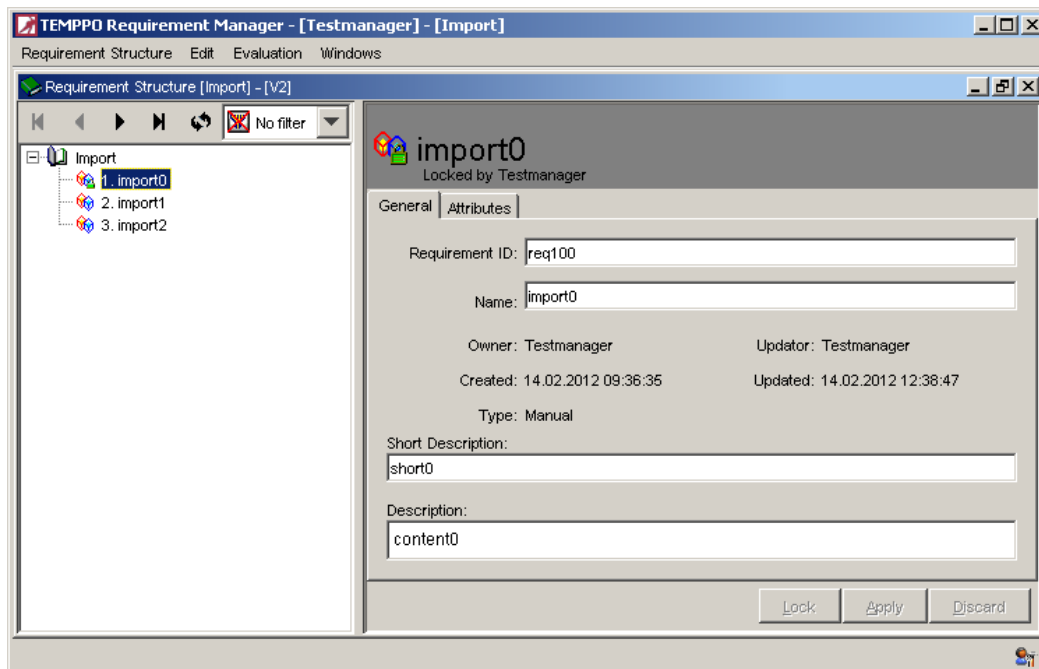 TEMPPO Requirement Manager - [Testmanager] - [Import]
Requirement Structure Edit Evaluation Windows
Requirement Structure [Import] - [V2]
No filter
Import
1. import0
2. import1
3. import2
import0
Locked by Testmanager
General Attributes
Requirement ID: req100
Name: import0
Owner: Testmanager Updator: Testmanager
Created: 14.02.2012 09:36:35 Updated: 14.02.2012 12:38:47
Type: Manual
Short Description:
short0
Description:
content0
Lock Apply Discard